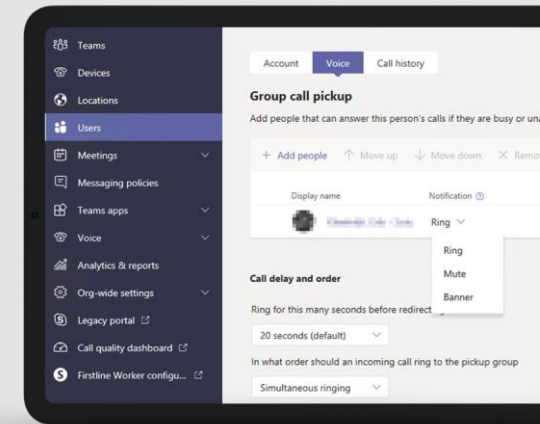 Teams
Devices
Locations
Users
Meetings
Messaging policies
Teams apps
Voice
Analytics & reports
Org-wide settings
Legacy portal
Call quality dashboard
Firstline Worker configu...
Account Voice Call history
Group call pickup
Add people that can answer this person's calls if they are busy or una
+ Add people Move up Move down Remov
Display name Notification
Ring
Ring
Mute
Banner
Call delay and order
Ring for this many seconds before redirect
20 seconds (default)
In what order should an incoming call ring to the pickup group
Simultaneous ringing